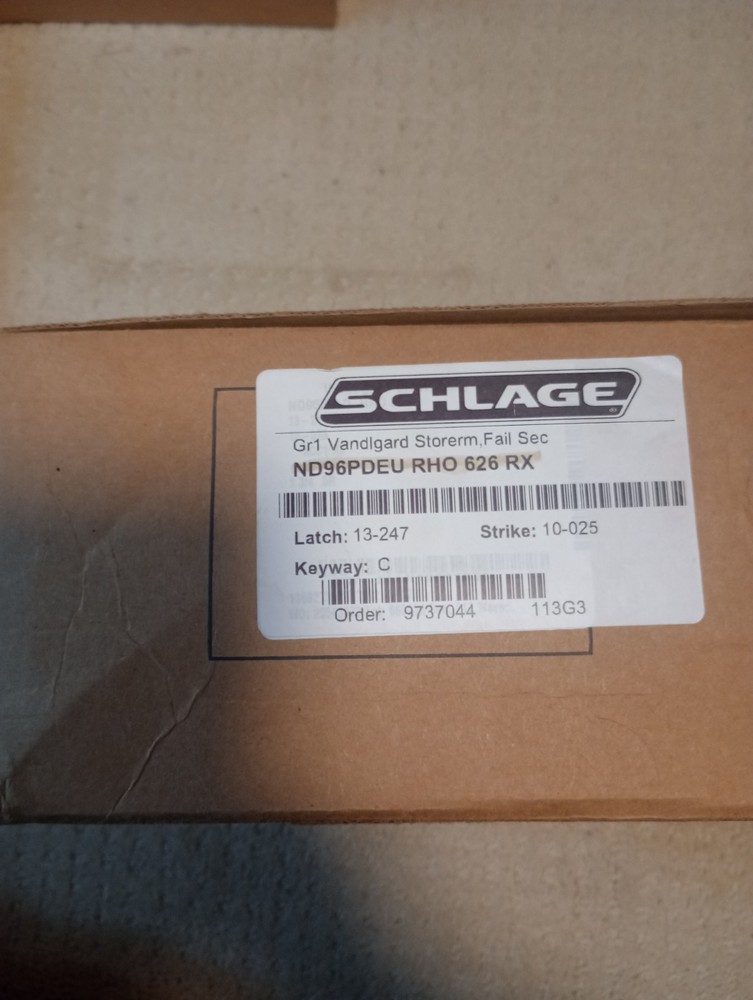 SCHLAGE
Gr1 Vandlgard Storerm,Fail Sec
ND96PDEU RHO 626 RX
Latch: 13-247 Strike: 10-025
Keyway: C
Order: 9737044 113G3